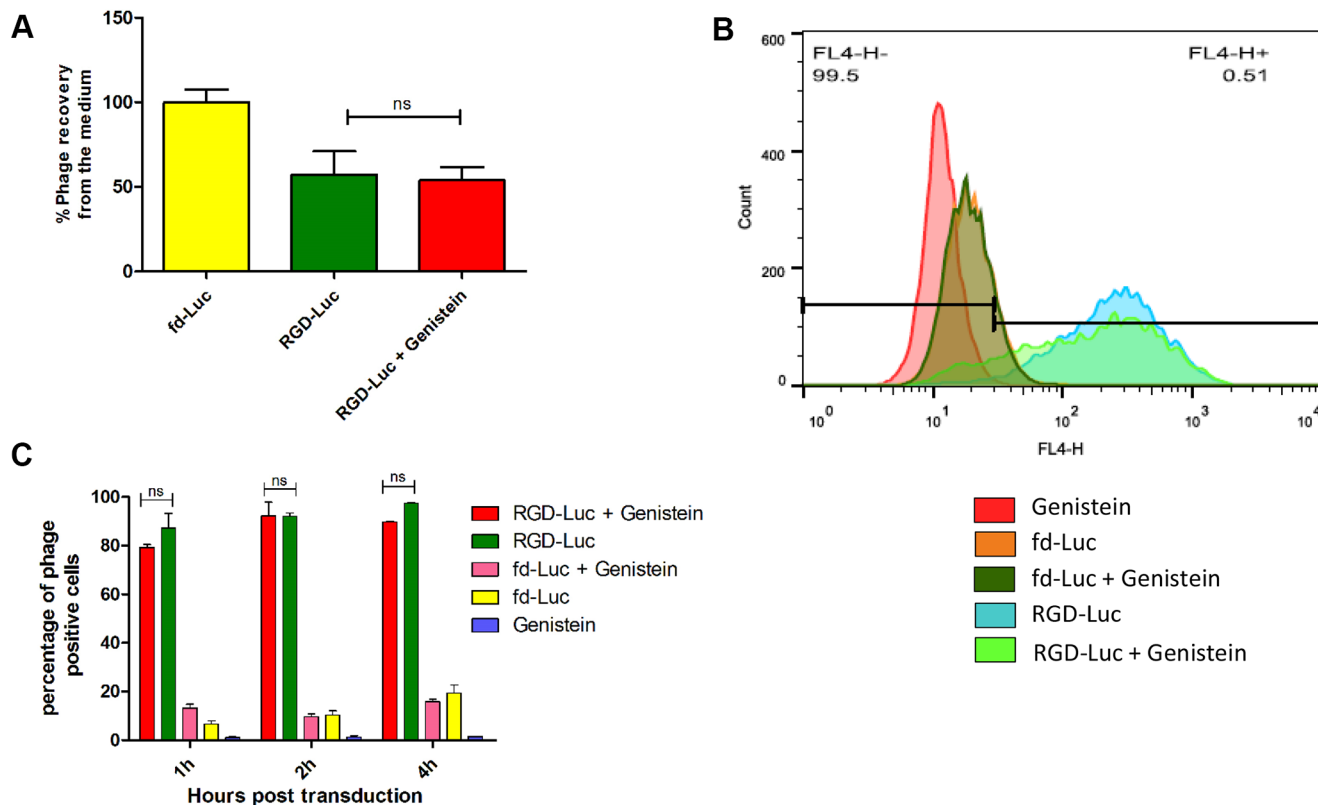 A
% Phage recovery
from the medium
150
100
50
0
ns
fd-Luc
RGD-Luc
RGD-Luc + Genistein
B
FL4-H-
99.5
FL4-H+
0.51
Count
600
400
200
0
10^0
10^1
10^2
10^3
10^4
FL4-H
Genistein
fd-Luc
fd-Luc + Genistein
RGD-Luc
RGD-Luc + Genistein
C
percentage of phage
positive cells
100
80
60
40
20
0
ns
ns
ns
1h
2h
4h
Hours post transduction
RGD-Luc + Genistein
RGD-Luc
fd-Luc + Genistein
fd-Luc
Genistein